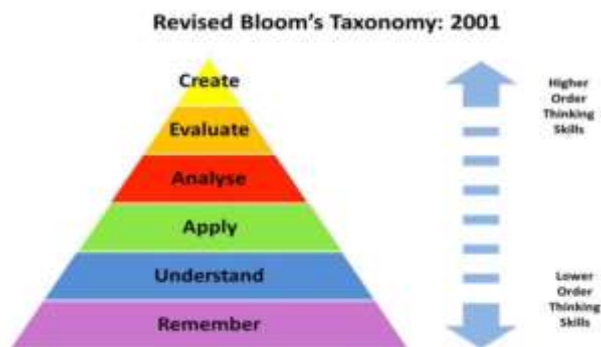 Revised Bloom's Taxonomy: 2001
Create
Evaluate
Analyse
Apply
Understand
Remember
Higher
Order
Thinking
Skills
Lower
Order
Thinking
Skills